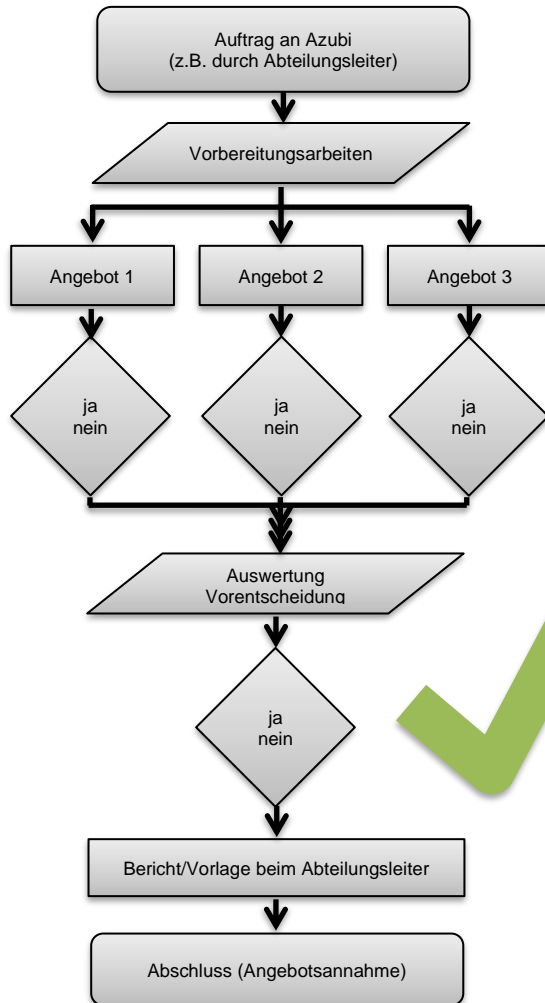 Auftrag an Azubi
(z.B. durch Abteilungsleiter)
Vorbereitungsarbeiten
Angebot 1
Angebot 2
Angebot 3
ja
nein
ja
nein
ja
nein
Auswertung
Vorentscheidung
ja
nein
Bericht/Vorlage beim Abteilungsleiter
Abschluss (Angebotsannahme)